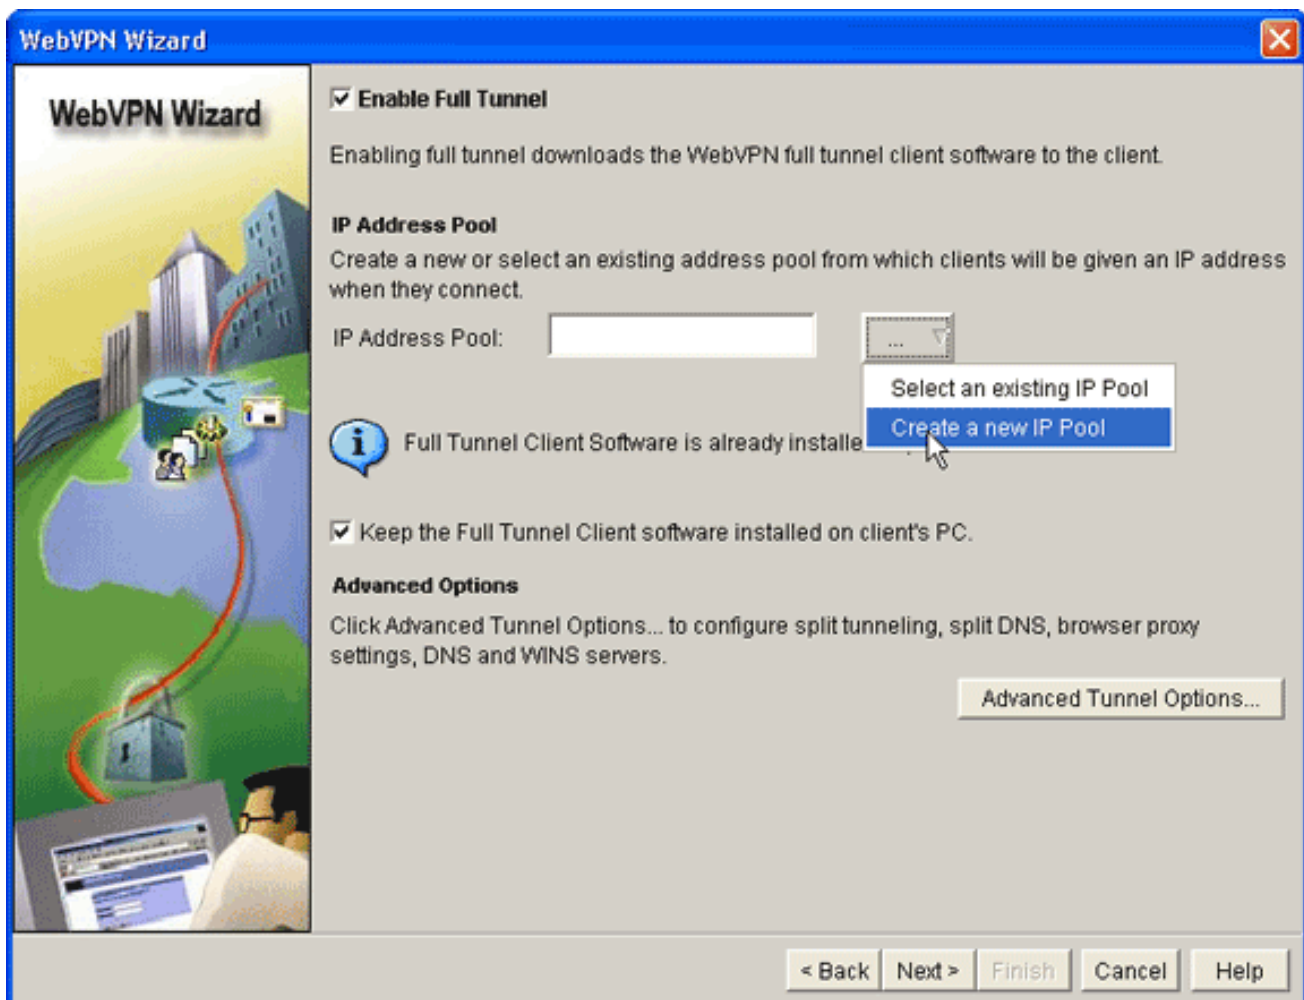 WebVPN Wizard
WebVPN Wizard
Enable Full Tunnel
Enabling full tunnel downloads the WebVPN full tunnel client software to the client.
IP Address Pool
Create a new or select an existing address pool from which clients will be given an IP address
when they connect.
IP Address Pool:
...
Select an existing IP Pool
Create a new IP Pool
Full Tunnel Client Software is already installe
Keep the Full Tunnel Client software installed on client's PC.
Advanced Options
Click Advanced Tunnel Options... to configure split tunneling, split DNS, browser proxy
settings, DNS and WINS servers.
Advanced Tunnel Options...
< Back Next > Finish Cancel Help